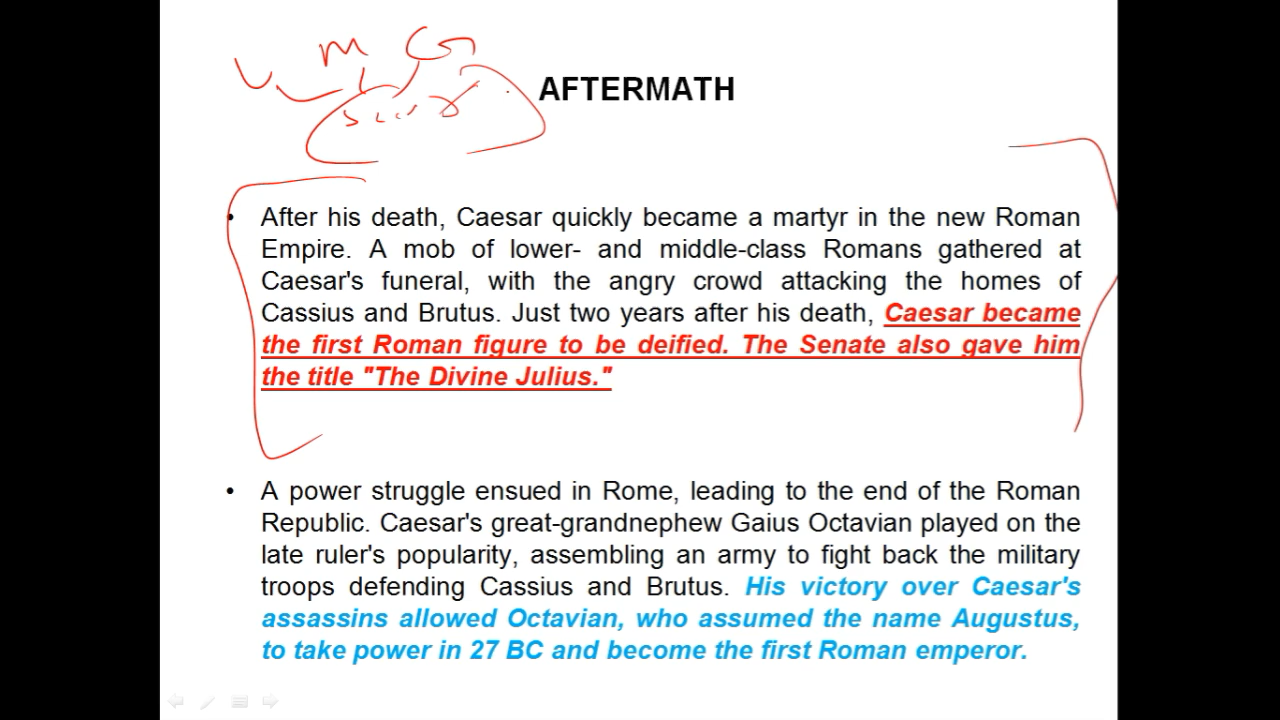 AFTERMATH
• After his death, Caesar quickly became a martyr in the new Roman
Empire. A mob of lower- and middle-class Romans gathered at
Caesar's funeral, with the angry crowd attacking the homes of
Cassius and Brutus. Just two years after his death, Caesar became
the first Roman figure to be deified. The Senate also gave him
the title "The Divine Julius."
• A power struggle ensued in Rome, leading to the end of the Roman
Republic. Caesar's great-grandnephew Gaius Octavian played on the
late ruler's popularity, assembling an army to fight back the military
troops defending Cassius and Brutus. His victory over Caesar's
assassins allowed Octavian, who assumed the name Augustus,
to take power in 27 BC and become the first Roman emperor.